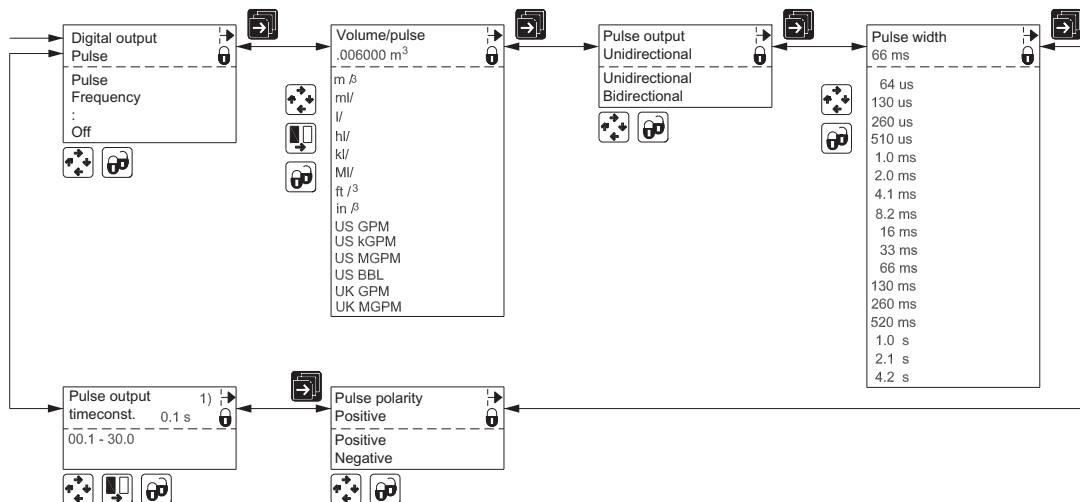 Digital output
Pulse
Pulse
Frequency
:
Off
Volume/pulse
.006000 m³
m /³
ml/
l/
hl/
kl/
Ml/
ft /³
in /³
US GPM
US kGPM
US MGPM
US BBL
UK GPM
UK MGPM
Pulse output
Unidirectional
Unidirectional
Bidirectional
Pulse width
66 ms
64 us
130 us
260 us
510 us
1.0 ms
2.0 ms
4.1 ms
8.2 ms
16 ms
33 ms
66 ms
130 ms
260 ms
520 ms
1.0 s
2.1 s
4.2 s
Pulse output 1)
timeconst. 0.1 s
00.1 - 30.0
Pulse polarity
Positive
Positive
Negative